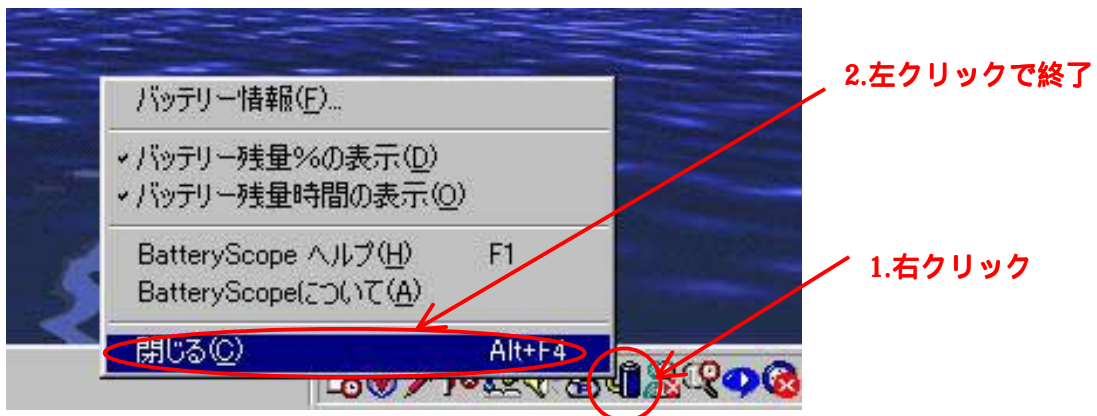 2.左クリックで終了
バッテリー情報(F)...
バッテリー残量%の表示(D)
バッテリー残量時間の表示(O)
BatteryScope ヘルプ(H) F1
BatteryScopeについて(A)
1.右クリック
閉じる(C) Alt+F4